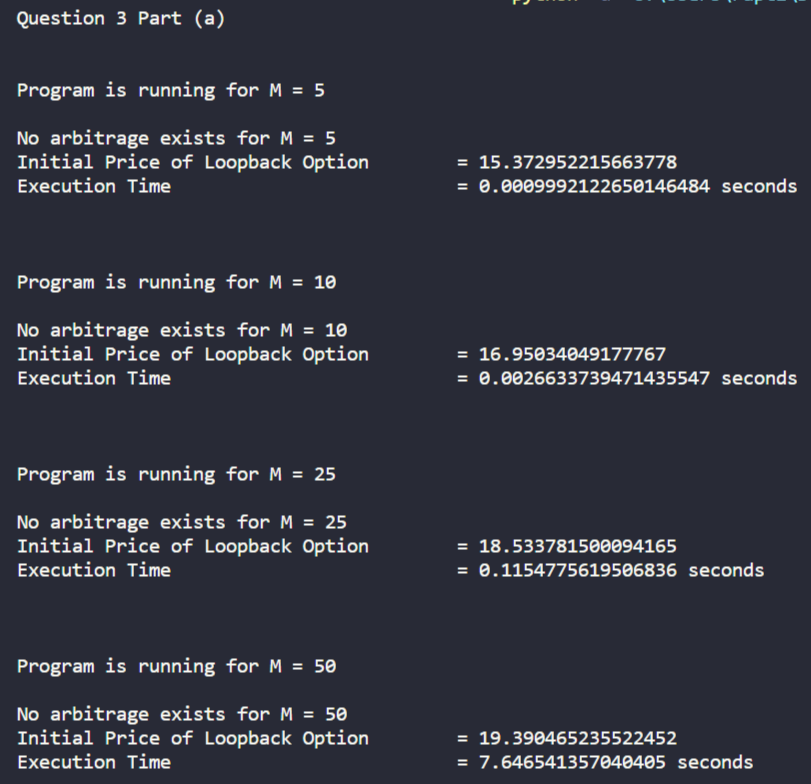 Question 3 Part (a)
Program is running for M = 5
No arbitrage exists for M = 5
Initial Price of Loopback Option = 15.372952215663778
Execution Time = 0.0009992122650146484 seconds
Program is running for M = 10
No arbitrage exists for M = 10
Initial Price of Loopback Option = 16.95034049177767
Execution Time = 0.0026633739471435547 seconds
Program is running for M = 25
No arbitrage exists for M = 25
Initial Price of Loopback Option = 18.533781500094165
Execution Time = 0.1154775619506836 seconds
Program is running for M = 50
No arbitrage exists for M = 50
Initial Price of Loopback Option = 19.390465235522452
Execution Time = 7.646541357040405 seconds